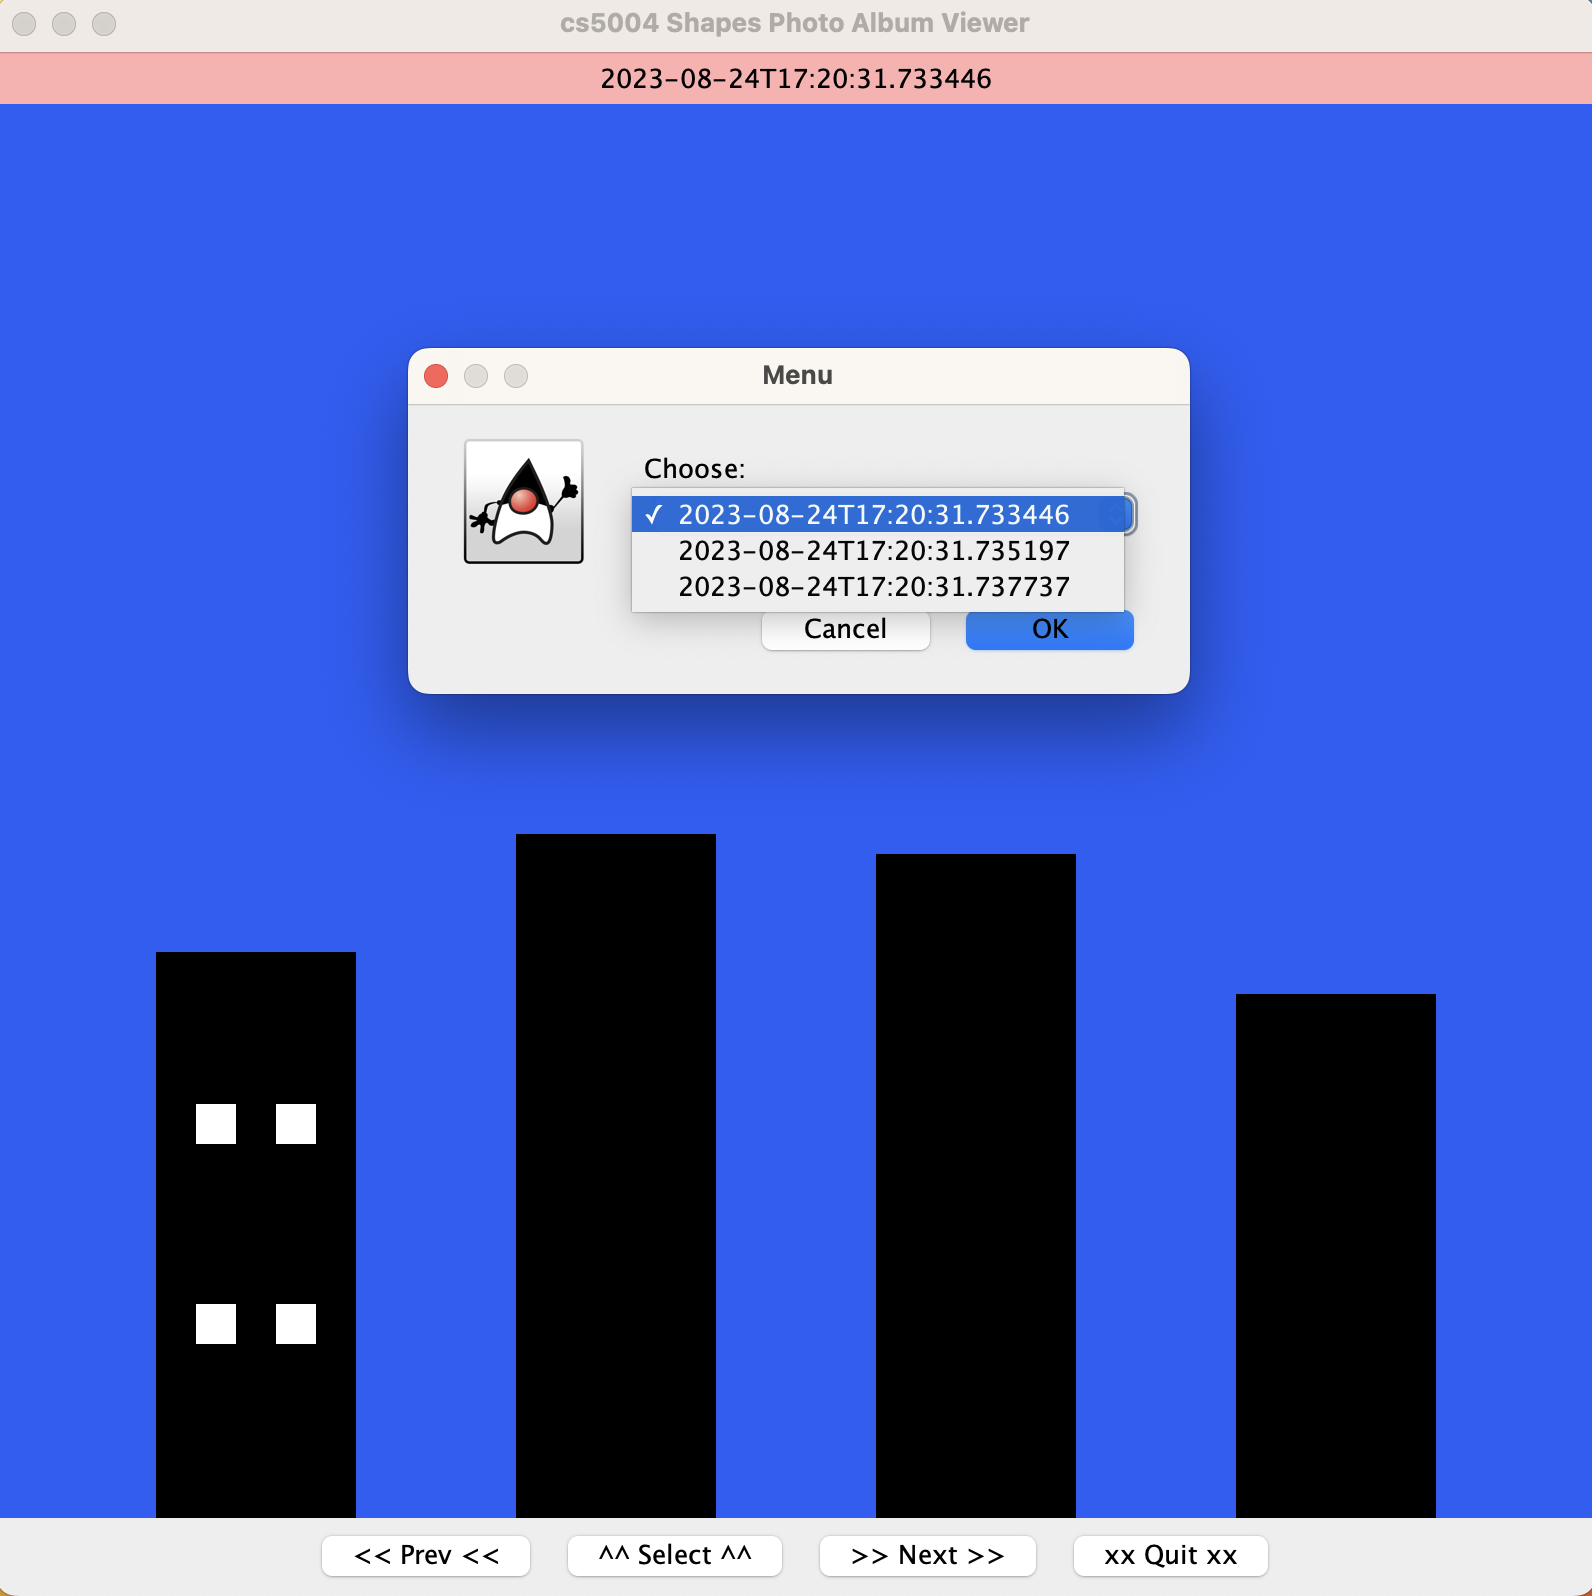 cs5004 Shapes Photo Album Viewer
2023-08-24T17:20:31.733446
Menu
Choose:
✓ 2023-08-24T17:20:31.733446
2023-08-24T17:20:31.735197
2023-08-24T17:20:31.737737
Cancel OK
<< Prev << ^^ Select ^^ >> Next >> xx Quit xx